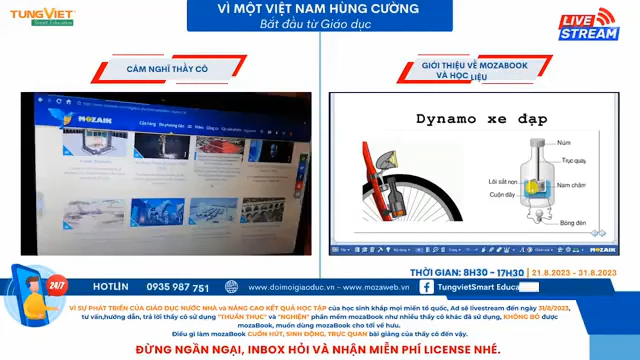 TUNGVIET
Smart Education
VÌ MỘT VIỆT NAM HÙNG CƯỜNG
Bắt đầu từ Giáo dục
LIVE
STREAM
CẢM NGHĨ THẦY CÔ
GIỚI THIỆU VỀ MOZABOOK
VÀ HỌC LIỆU
MOZAIK
Dynamo xe đạp
Núm
Trục quay
Lõi sắt non
Nam châm
Cuộn dây
Bóng đèn
MOZAIK
THỜI GIAN: 8H30 - 17H30 | 21.8.2023 - 31.8.2023
24/7
HOTLINE
0935 987 751
www.doimoigiaoduc.vn - www.mozaweb.vn
TungvietSmart Educa
VÌ SỰ PHÁT TRIỂN CỦA GIÁO DỤC NƯỚC NHÀ và NÂNG CAO KẾT QUẢ HỌC TẬP của học sinh khắp mọi miền tổ quốc, Ad sẽ livestream đến ngày 31/8/2023,
tư vấn,hướng dẫn, trả lời thầy cô sử dụng "THUẦN THỤC" và "NGHIỆN" phần mềm mozaBook như nhiều thầy cô khác đã sử dụng, KHÔNG BỎ được
mozaBook, muốn dùng mozaBook cho tới về hưu.
Điều gì làm mozaBook CUỐN HÚT, SINH ĐỘNG, TRỰC QUAN bài giảng của thầy cô đến vậy.
ĐỪNG NGẦN NGẠI, INBOX HỎI VÀ NHẬN MIỄN PHÍ LICENSE NHÉ.